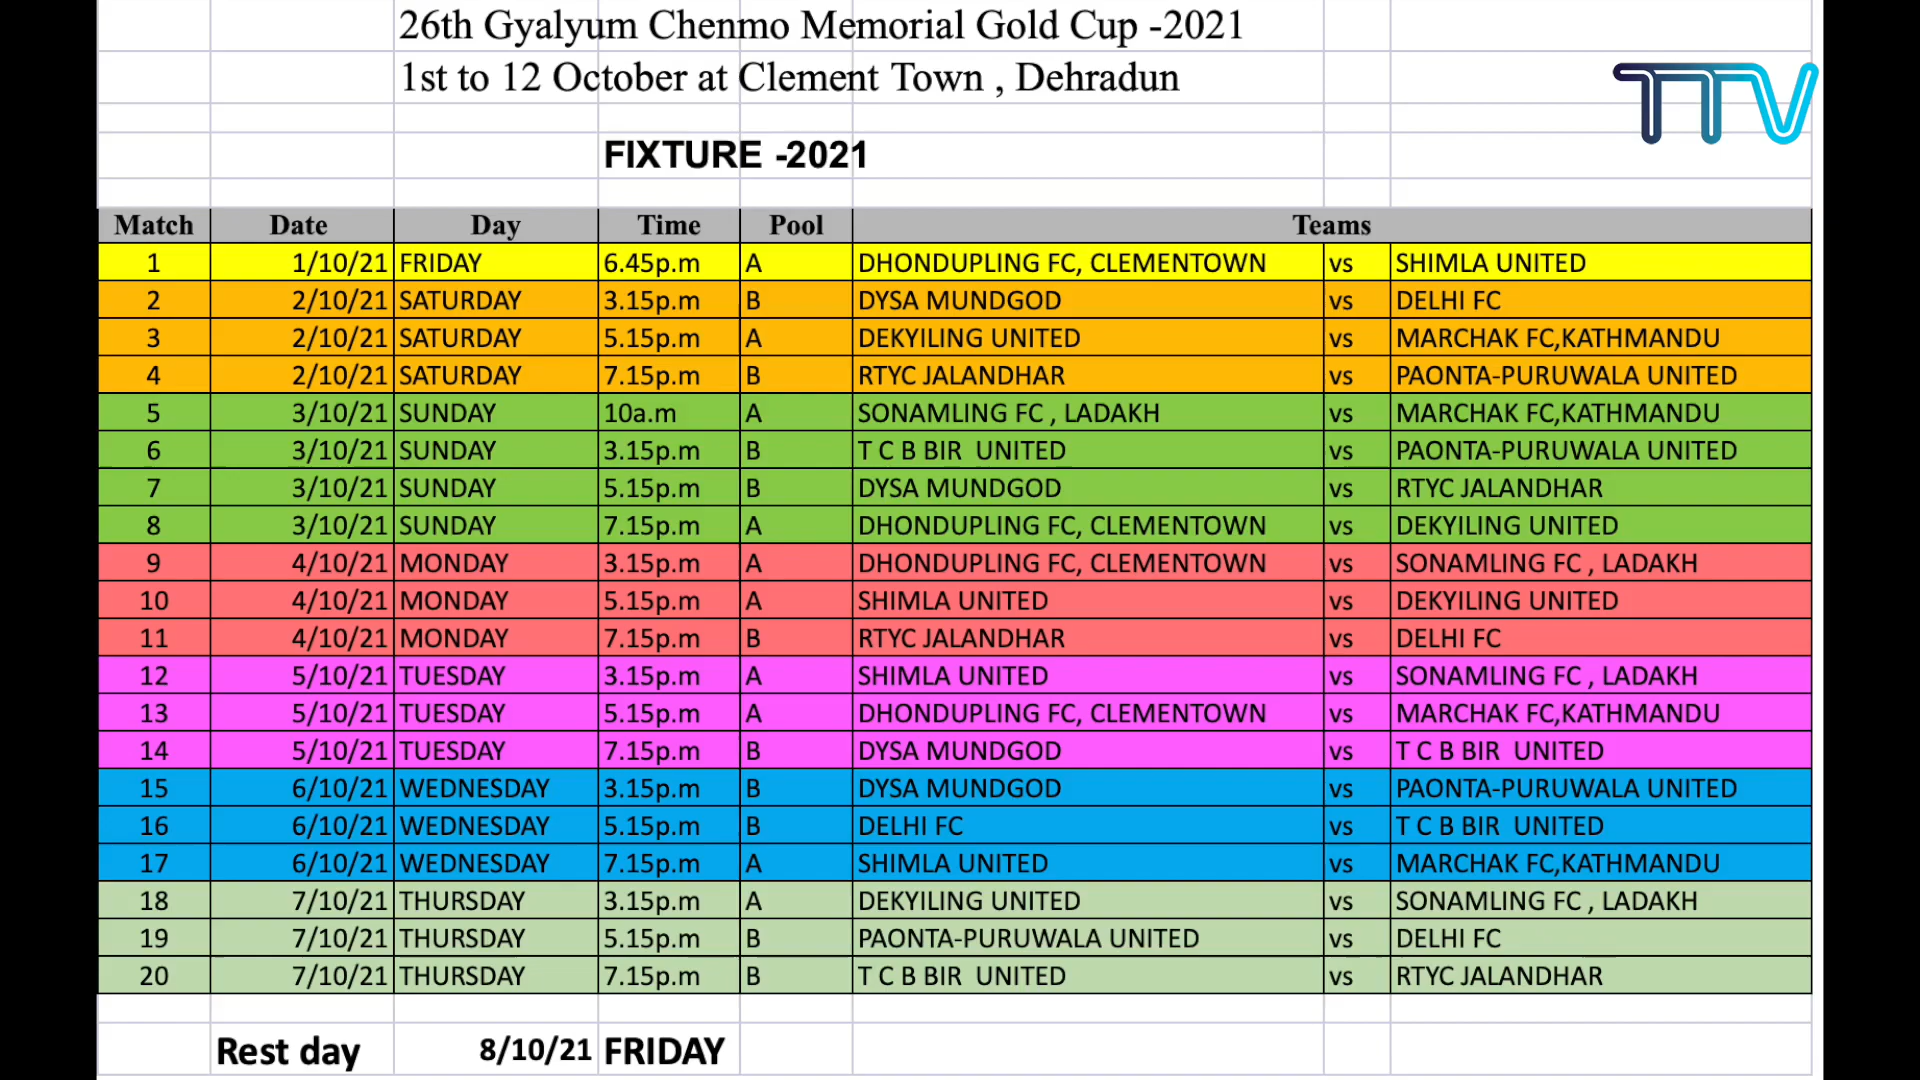 26th Gyalyum Chenmo Memorial Gold Cup -2021
1st to 12 October at Clement Town , Dehradun
TTV
FIXTURE -2021
Match Date Day Time Pool Teams
1 1/10/21 FRIDAY 6.45p.m A DHONDUPLING FC, CLEMENTOWN vs SHIMLA UNITED
2 2/10/21 SATURDAY 3.15p.m B DYSA MUNDGOD vs DELHI FC
3 2/10/21 SATURDAY 5.15p.m A DEKYILING UNITED vs MARCHAK FC,KATHMANDU
4 2/10/21 SATURDAY 7.15p.m B RTYC JALANDHAR vs PAONTA-PURUWALA UNITED
5 3/10/21 SUNDAY 10a.m A SONAMLING FC , LADAKH vs MARCHAK FC,KATHMANDU
6 3/10/21 SUNDAY 3.15p.m B T C B BIR UNITED vs PAONTA-PURUWALA UNITED
7 3/10/21 SUNDAY 5.15p.m B DYSA MUNDGOD vs RTYC JALANDHAR
8 3/10/21 SUNDAY 7.15p.m A DHONDUPLING FC, CLEMENTOWN vs DEKYILING UNITED
9 4/10/21 MONDAY 3.15p.m A DHONDUPLING FC, CLEMENTOWN vs SONAMLING FC , LADAKH
10 4/10/21 MONDAY 5.15p.m A SHIMLA UNITED vs DEKYILING UNITED
11 4/10/21 MONDAY 7.15p.m B RTYC JALANDHAR vs DELHI FC
12 5/10/21 TUESDAY 3.15p.m A SHIMLA UNITED vs SONAMLING FC , LADAKH
13 5/10/21 TUESDAY 5.15p.m A DHONDUPLING FC, CLEMENTOWN vs MARCHAK FC,KATHMANDU
14 5/10/21 TUESDAY 7.15p.m B DYSA MUNDGOD vs T C B BIR UNITED
15 6/10/21 WEDNESDAY 3.15p.m B DYSA MUNDGOD vs PAONTA-PURUWALA UNITED
16 6/10/21 WEDNESDAY 5.15p.m B DELHI FC vs T C B BIR UNITED
17 6/10/21 WEDNESDAY 7.15p.m A SHIMLA UNITED vs MARCHAK FC,KATHMANDU
18 7/10/21 THURSDAY 3.15p.m A DEKYILING UNITED vs SONAMLING FC , LADAKH
19 7/10/21 THURSDAY 5.15p.m B PAONTA-PURUWALA UNITED vs DELHI FC
20 7/10/21 THURSDAY 7.15p.m B T C B BIR UNITED vs RTYC JALANDHAR
Rest day 8/10/21 FRIDAY